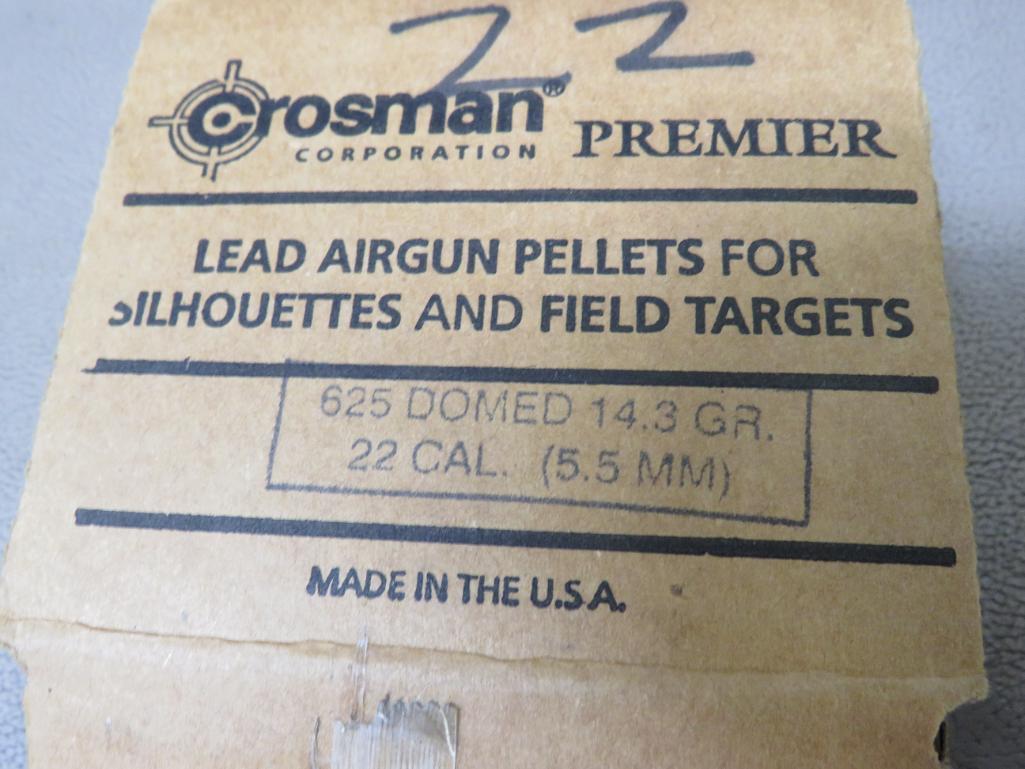 22
Crosman® PREMIER
CORPORATION
LEAD AIRGUN PELLETS FOR
SILHOUETTES AND FIELD TARGETS
625 DOMED 14.3 GR.
22 CAL. (5.5 MM)
MADE IN THE U.S.A.